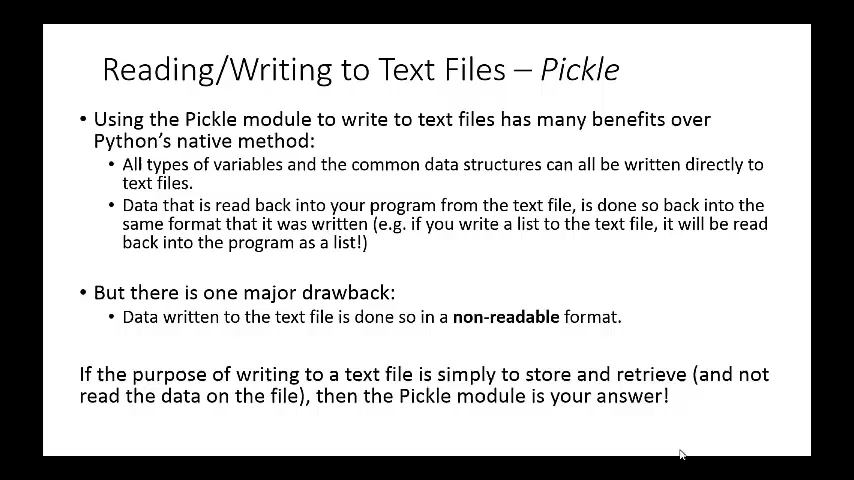 Reading/Writing to Text Files – Pickle
• Using the Pickle module to write to text files has many benefits over
Python’s native method:
• All types of variables and the common data structures can all be written directly to
text files.
• Data that is read back into your program from the text file, is done so back into the
same format that it was written (e.g. if you write a list to the text file, it will be read
back into the program as a list!)
• But there is one major drawback:
• Data written to the text file is done so in a non-readable format.
If the purpose of writing to a text file is simply to store and retrieve (and not
read the data on the file), then the Pickle module is your answer!